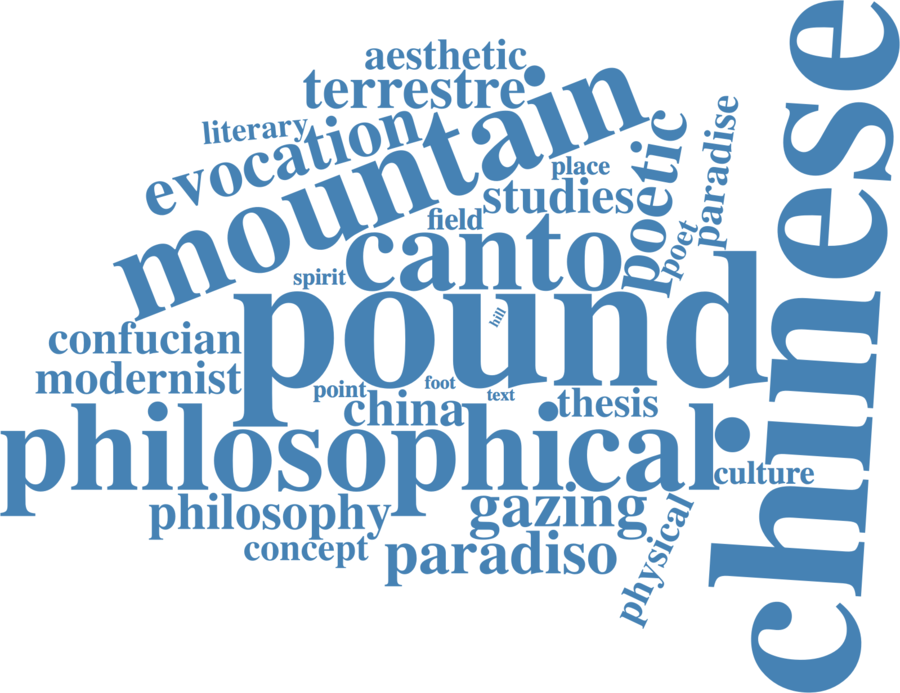 aesthetic
terrestre
literary
evocation
mountain
place
poetic
paradise
chinese
studies
field
canto
poet
spirit
pound
hill
confucian
modernist
point
foot
text
china
thesis
philosophical
culture
philosophy
gazing
physical
concept
paradiso